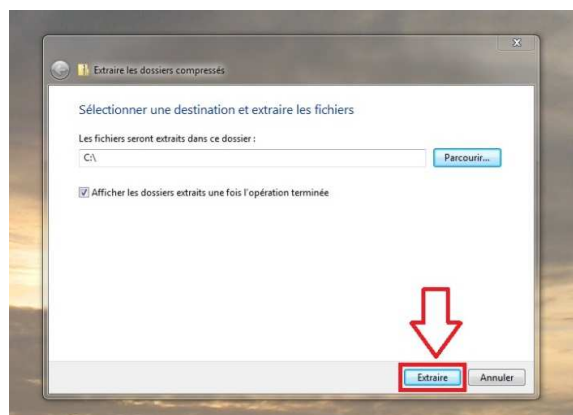 Extraire les dossiers compressés
Sélectionner une destination et extraire les fichiers
Les fichiers seront extraits dans ce dossier :
C:\
Parcourir...
Afficher les dossiers extraits une fois l'opération terminée
Extraire
Annuler